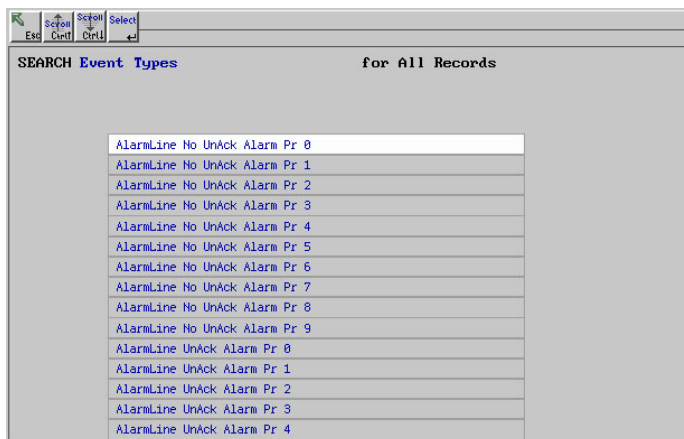 Esc
Scroll
Ctrl↑
Scroll
Ctrl↓
Select
↵
SEARCH Event Types for All Records
AlarmLine No UnAck Alarm Pr 0
AlarmLine No UnAck Alarm Pr 1
AlarmLine No UnAck Alarm Pr 2
AlarmLine No UnAck Alarm Pr 3
AlarmLine No UnAck Alarm Pr 4
AlarmLine No UnAck Alarm Pr 5
AlarmLine No UnAck Alarm Pr 6
AlarmLine No UnAck Alarm Pr 7
AlarmLine No UnAck Alarm Pr 8
AlarmLine No UnAck Alarm Pr 9
AlarmLine UnAck Alarm Pr 0
AlarmLine UnAck Alarm Pr 1
AlarmLine UnAck Alarm Pr 2
AlarmLine UnAck Alarm Pr 3
AlarmLine UnAck Alarm Pr 4